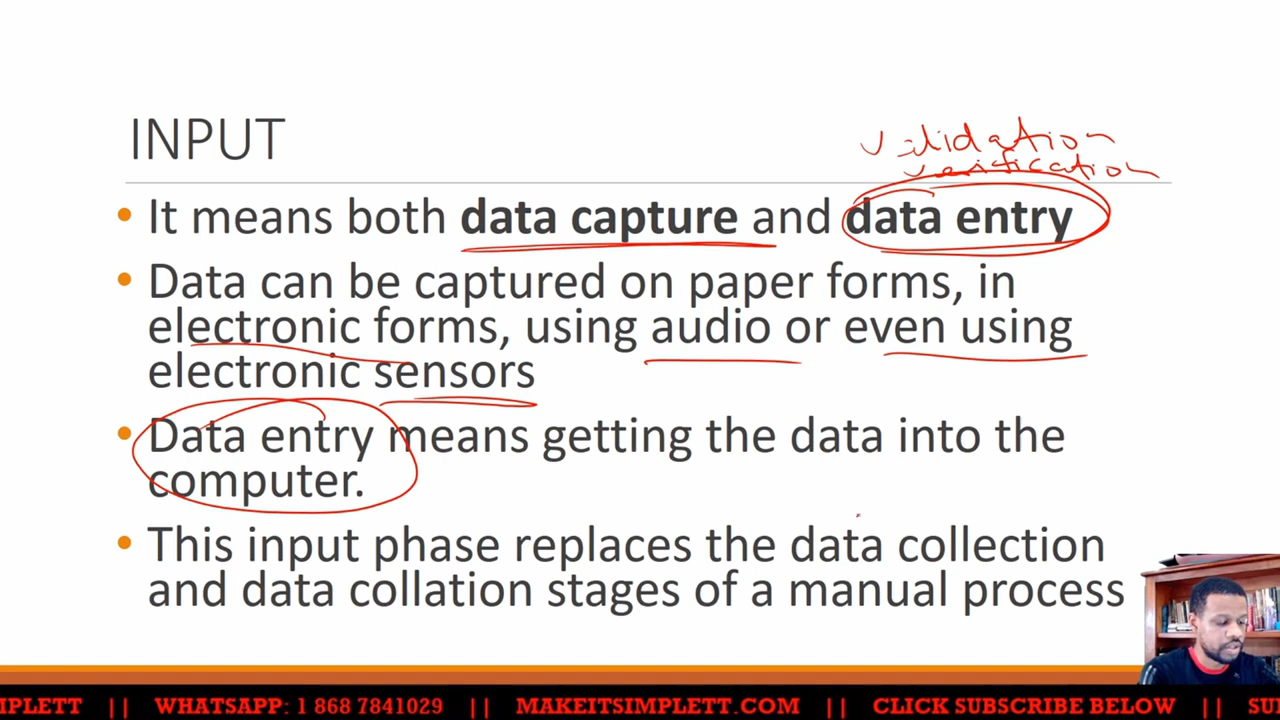 INPUT
validation
verification
• It means both data capture and data entry
• Data can be captured on paper forms, in
electronic forms, using audio or even using
electronic sensors
• Data entry means getting the data into the
computer.
• This input phase replaces the data collection
and data collation stages of a manual process
IMPLETT || WHATSAPP: 1 868 7841029 || MAKEITSIMPLETT.COM || CLICK SUBSCRIBE BELOW || SU